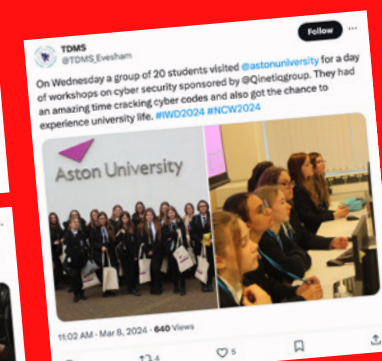 TDMS
@TDMS_Evesham
Follow
On Wednesday a group of 20 students visited @astonuniversity for a day
of workshops on cyber security sponsored by @Qinetiqgroup. They had
an amazing time cracking cyber codes and also got the chance to
experience university life. #IWD2024 #NCW2024
Aston University
11:02 AM · Mar 8, 2024 · 640 Views
4
5